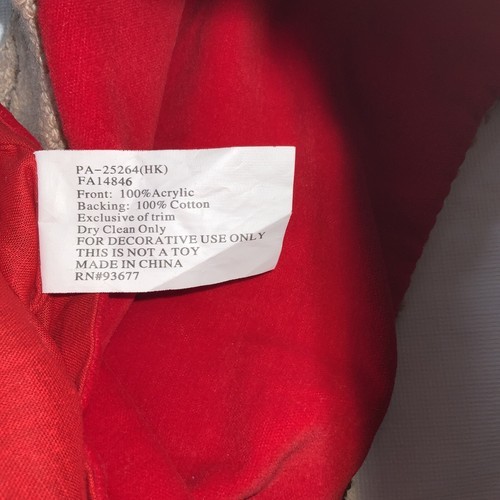 PA-25264(HK)
FA14846
Front: 100%Acrylic
Backing: 100% Cotton
Exclusive of trim
Dry Clean Only
FOR DECORATIVE USE ONLY
THIS IS NOT A TOY
MADE IN CHINA
RN#93677